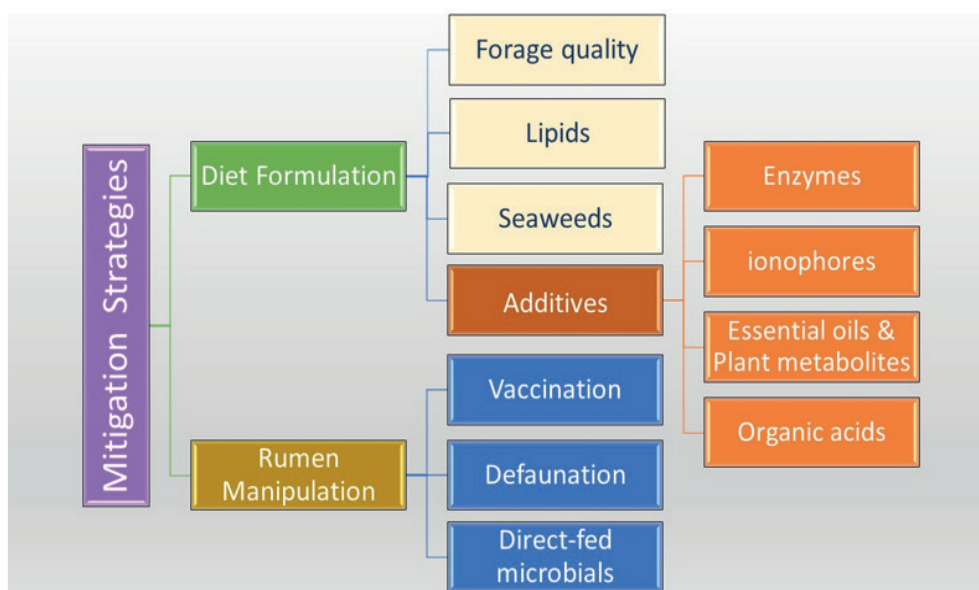 Mitigation Strategies
Diet Formulation
Forage quality
Lipids
Seaweeds
Additives
Enzymes
ionophores
Essential oils &
Plant metabolites
Organic acids
Rumen
Manipulation
Vaccination
Defaunation
Direct-fed
microbials